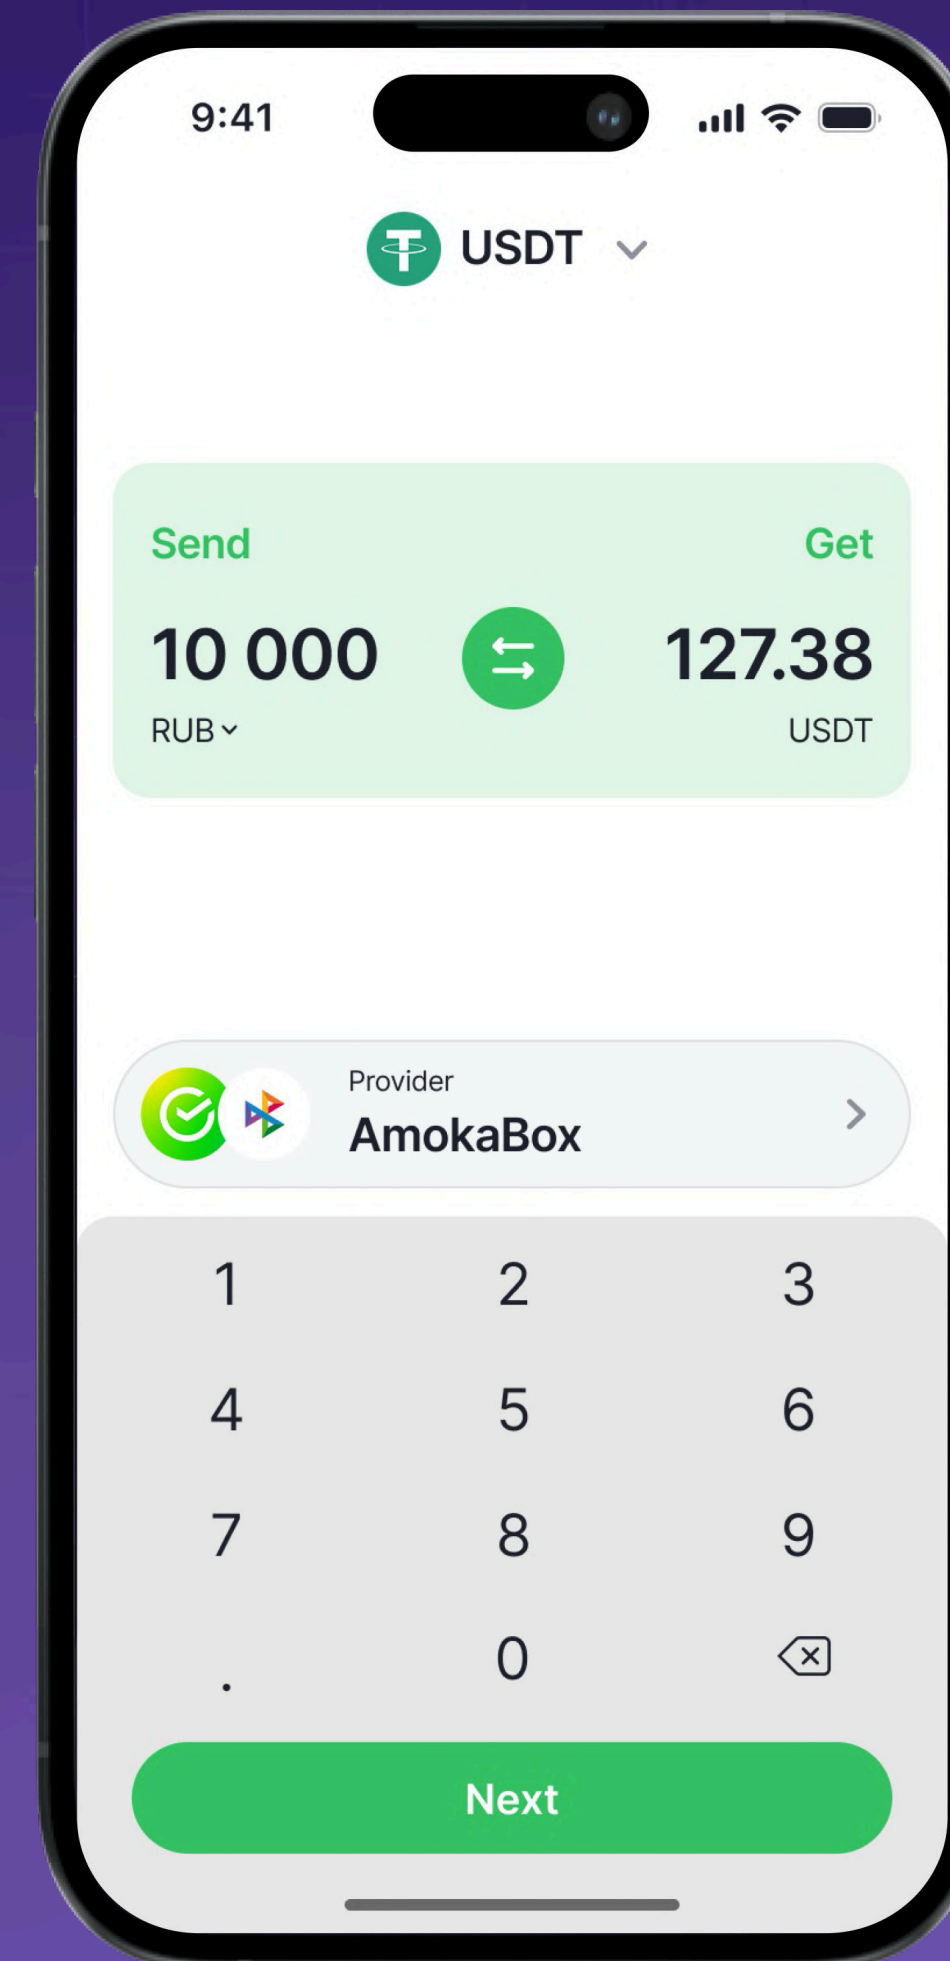 9:41
USDT
Send Get
10 000 127.38
RUB USDT
Provider
AmokaBox
1 2 3
4 5 6
7 8 9
. 0
Next